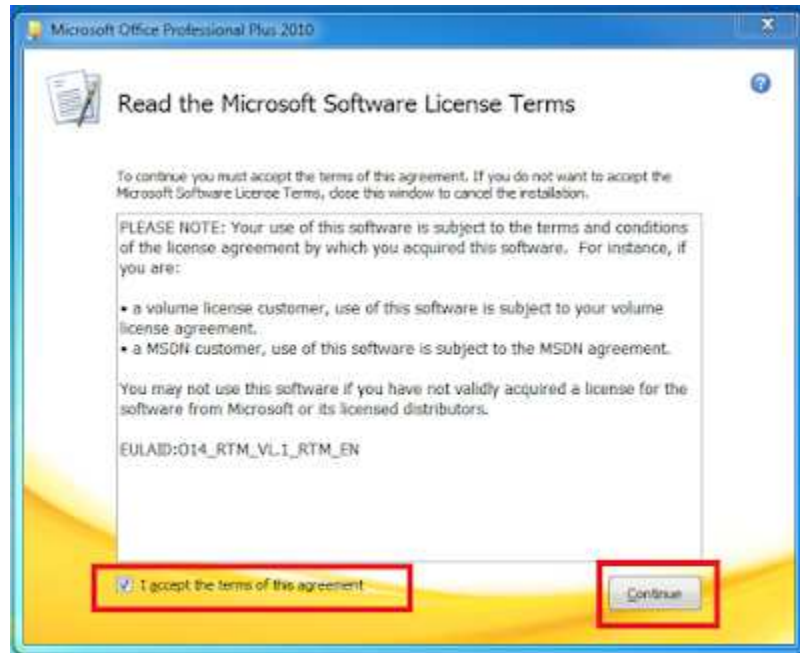 Microsoft Office Professional Plus 2010
Read the Microsoft Software License Terms
To continue you must accept the terms of this agreement. If you do not want to accept the
Microsoft Software License Terms, close this window to cancel the installation.
PLEASE NOTE: Your use of this software is subject to the terms and conditions
of the license agreement by which you acquired this software.  For instance, if
you are:
• a volume license customer, use of this software is subject to your volume
license agreement.
• a MSDN customer, use of this software is subject to the MSDN agreement.
You may not use this software if you have not validly acquired a license for the
software from Microsoft or its licensed distributors.
EULAID:O14_RTM_VL.1_RTM_EN
I accept the terms of this agreement
Continue